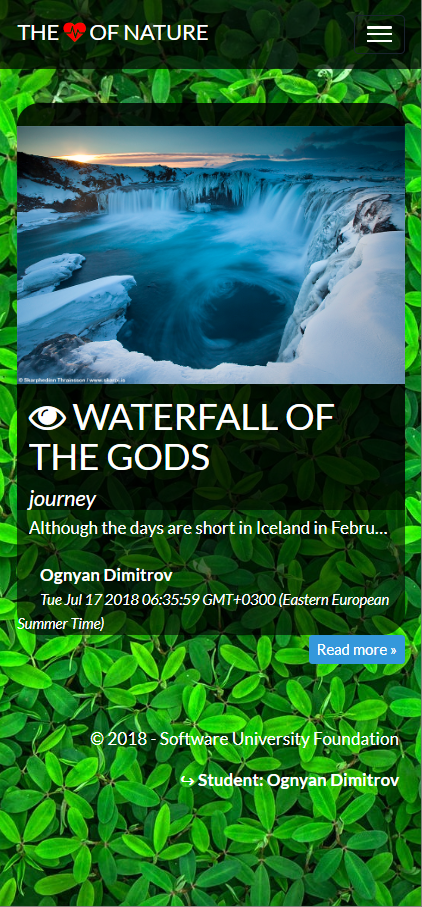 THE OF NATURE
© Skarphedinn Thrainsson / www.skarpi.is
WATERFALL OF
THE GODS
journey
Although the days are short in Iceland in Febru...
Ognyan Dimitrov
Tue Jul 17 2018 06:35:59 GMT+0300 (Eastern European
Summer Time)
Read more »
© 2018 - Software University Foundation
Student: Ognyan Dimitrov